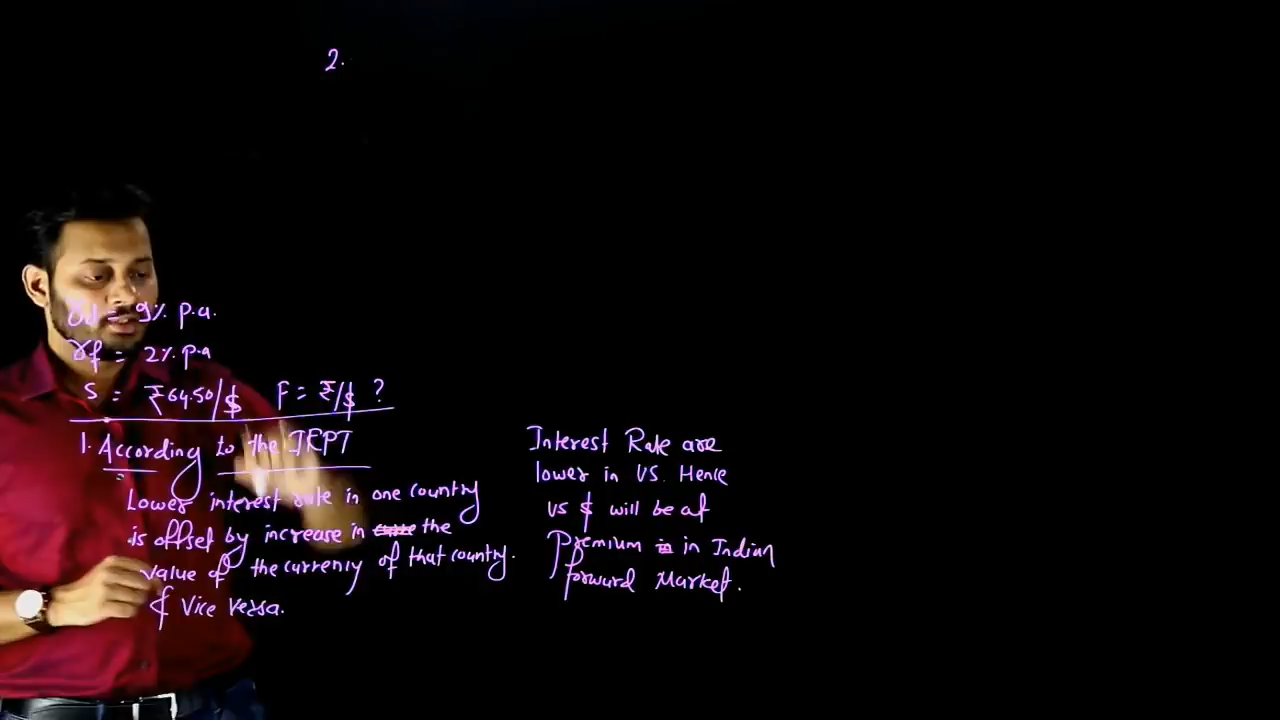 2.
rd = 9% p.a.
rf = 2% p.a
S = ₹64.50/$ F = ₹/$ ?
1. According to the IRPT
Lower interest rate in one country
is offset by increase in the
value of the currency of that country.
& Vice Versa.
Interest Rate are
lower in US. Hence
US $ will be at
Premium in Indian
forward Market.